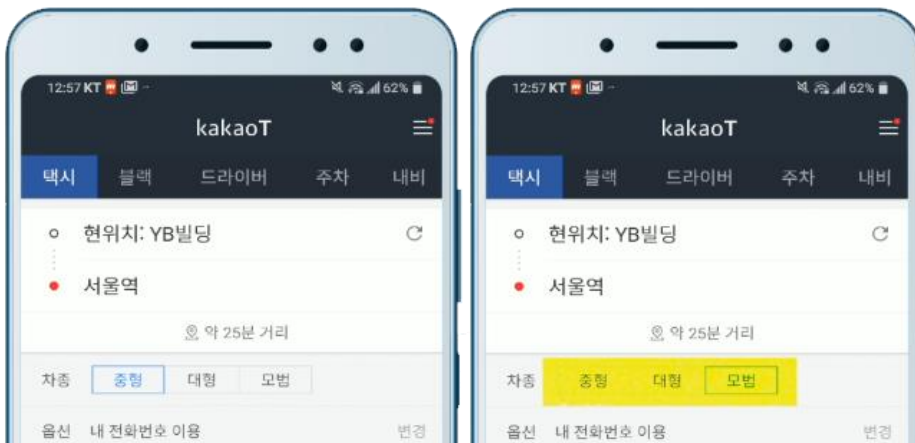 12:57 KT 62%
kakaoT
택시 블랙 드라이버 주차 내비
현위치: YB빌딩
서울역
약 25분 거리
차종 중형 대형 모범
옵션 내 전화번호 이용 변경
12:57 KT 62%
kakaoT
택시 블랙 드라이버 주차 내비
현위치: YB빌딩
서울역
약 25분 거리
차종 중형 대형 모범
옵션 내 전화번호 이용 변경